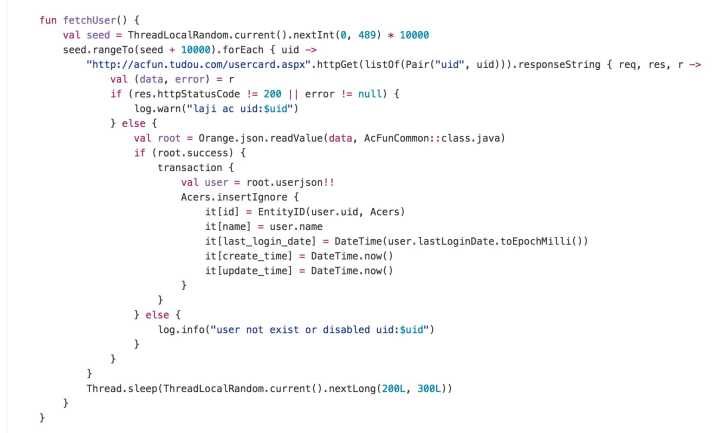 fun fetchUser() {
    val seed = ThreadLocalRandom.current().nextInt(0, 489) * 10000
    seed.rangeTo(seed + 10000).forEach { uid ->
        "http://acfun.tudou.com/usercard.aspx".httpGet(listOf(Pair("uid", uid))).responseString { req, res, r ->
            val (data, error) = r
            if (res.httpStatusCode != 200 || error != null) {
                log.warn("laji ac uid:$uid")
            } else {
                val root = Orange.json.readValue(data, AcFunCommon::class.java)
                if (root.success) {
                    transaction {
                        val user = root.userjson!!
                        Acers.insertIgnore {
                            it[id] = EntityID(user.uid, Acers)
                            it[name] = user.name
                            it[last_login_date] = DateTime(user.lastLoginDate.toEpochMilli())
                            it[create_time] = DateTime.now()
                            it[update_time] = DateTime.now()
                        }
                    }
                } else {
                    log.info("user not exist or disabled uid:$uid")
                }
            }
        }
        Thread.sleep(ThreadLocalRandom.current().nextLong(200L, 300L))
    }
}